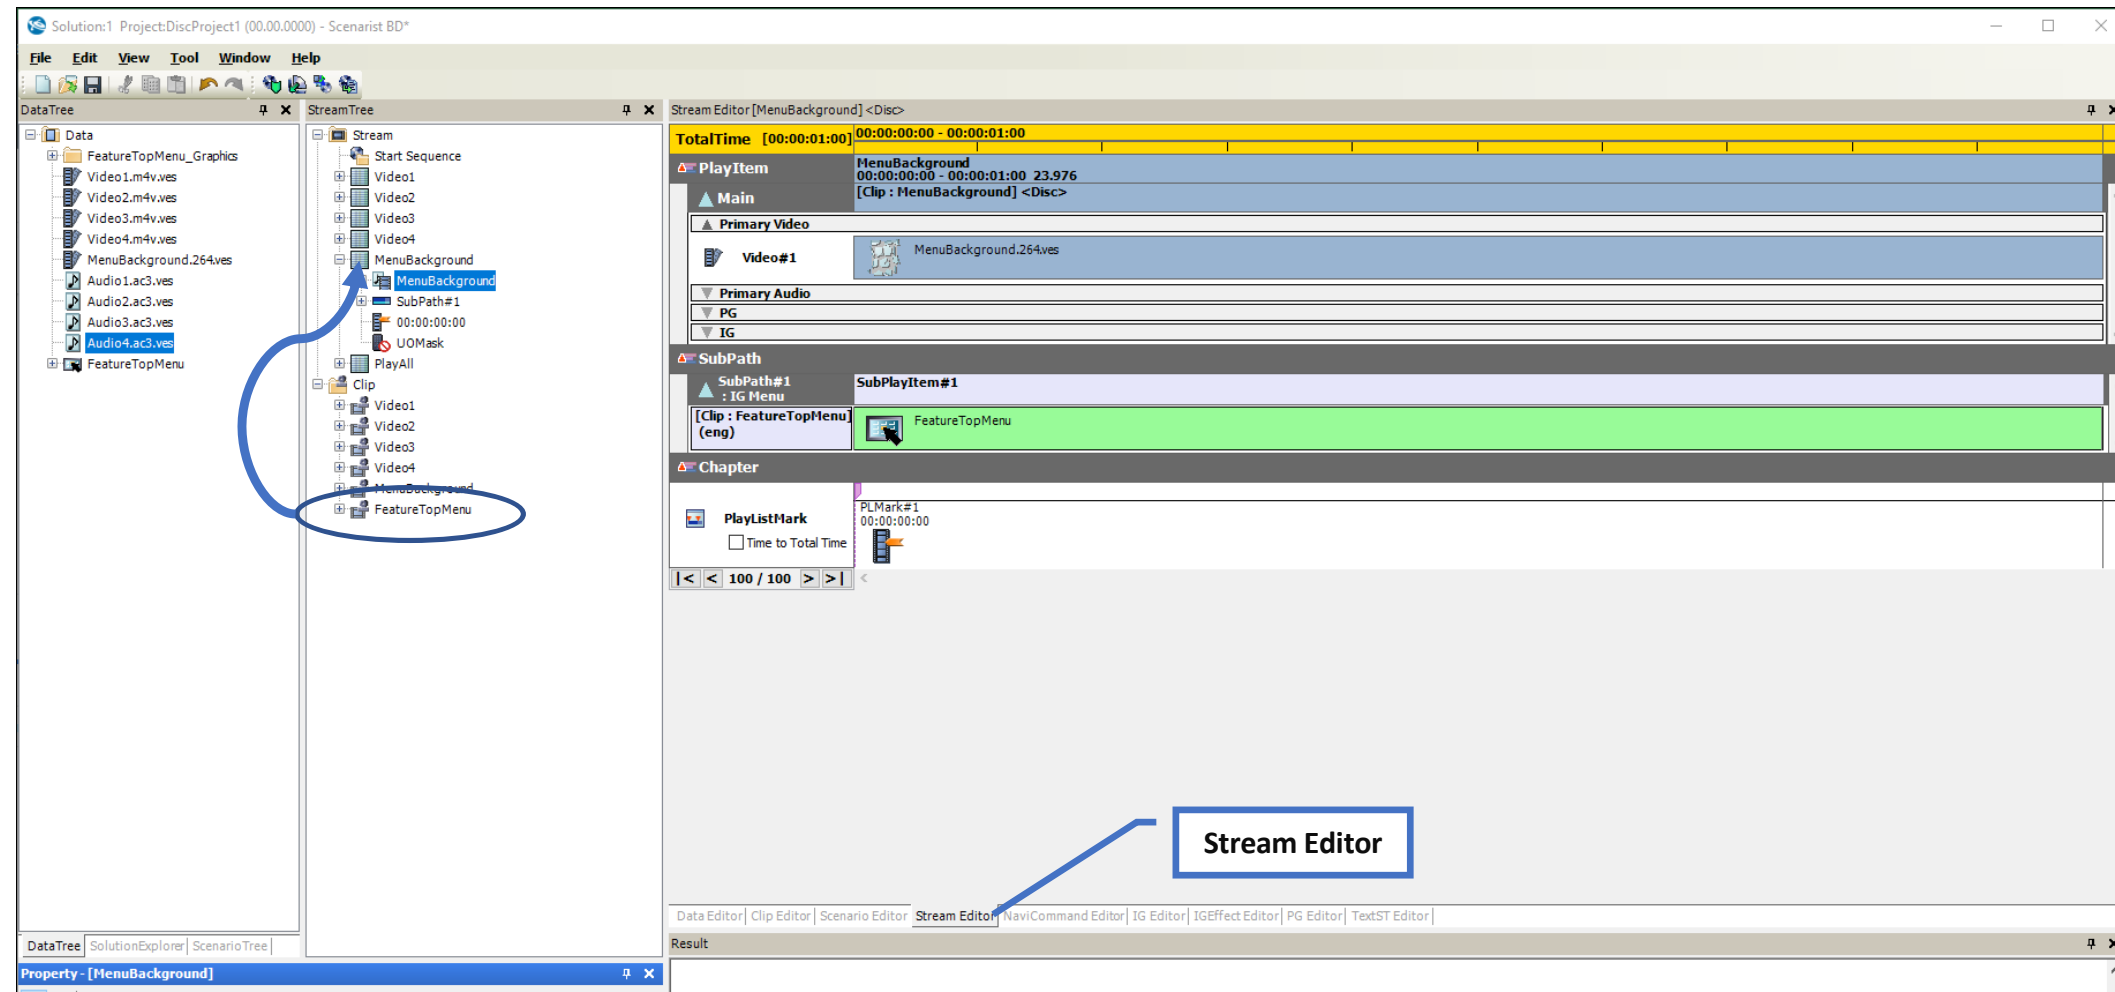 Solution:1 Project:DiscProject1 (00.00.0000) - Scenarist BD*
File Edit View Tool Window Help
DataTree
Data
FeatureTopMenu_Graphics
Video1.m4v.ves
Video2.m4v.ves
Video3.m4v.ves
Video4.m4v.ves
MenuBackground.264.ves
Audio1.ac3.ves
Audio2.ac3.ves
Audio3.ac3.ves
Audio4.ac3.ves
FeatureTopMenu
DataTree SolutionExplorer ScenarioTree
StreamTree
Stream
Start Sequence
Video1
Video2
Video3
Video4
MenuBackground
MenuBackground
SubPath#1
00:00:00:00
UOMask
PlayAll
Clip
Video1
Video2
Video3
Video4
MenuBackground
FeatureTopMenu
Property - [MenuBackground]
Stream Editor [MenuBackground] <Disc>
TotalTime [00:00:01:00] 00:00:00:00 - 00:00:01:00
PlayItem
MenuBackground
00:00:00:00 - 00:00:01:00 23.976
Main
[Clip : MenuBackground] <Disc>
Primary Video
Video#1
MenuBackground.264.ves
Primary Audio
PG
IG
SubPath
SubPath#1
: IG Menu
SubPlayItem#1
[Clip : FeatureTopMenu]
(eng)
FeatureTopMenu
Chapter
PlayListMark
Time to Total Time
PLMark#1
00:00:00:00
|< < 100 / 100 > >|
Stream Editor
Data Editor Clip Editor Scenario Editor Stream Editor NaviCommand Editor IG Editor IGEffect Editor PG Editor TextST Editor
Result